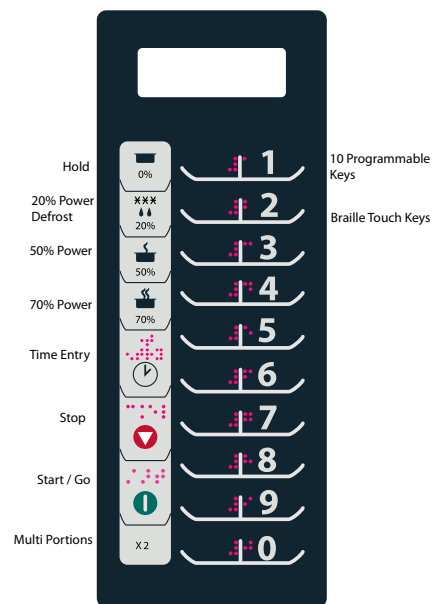 Hold
0%
1
10 Programmable
Keys
20% Power
Defrost
20%
2
Braille Touch Keys
50% Power
50%
3
70% Power
70%
4
5
Time Entry
6
Stop
7
8
Start / Go
9
Multi Portions
X 2
0